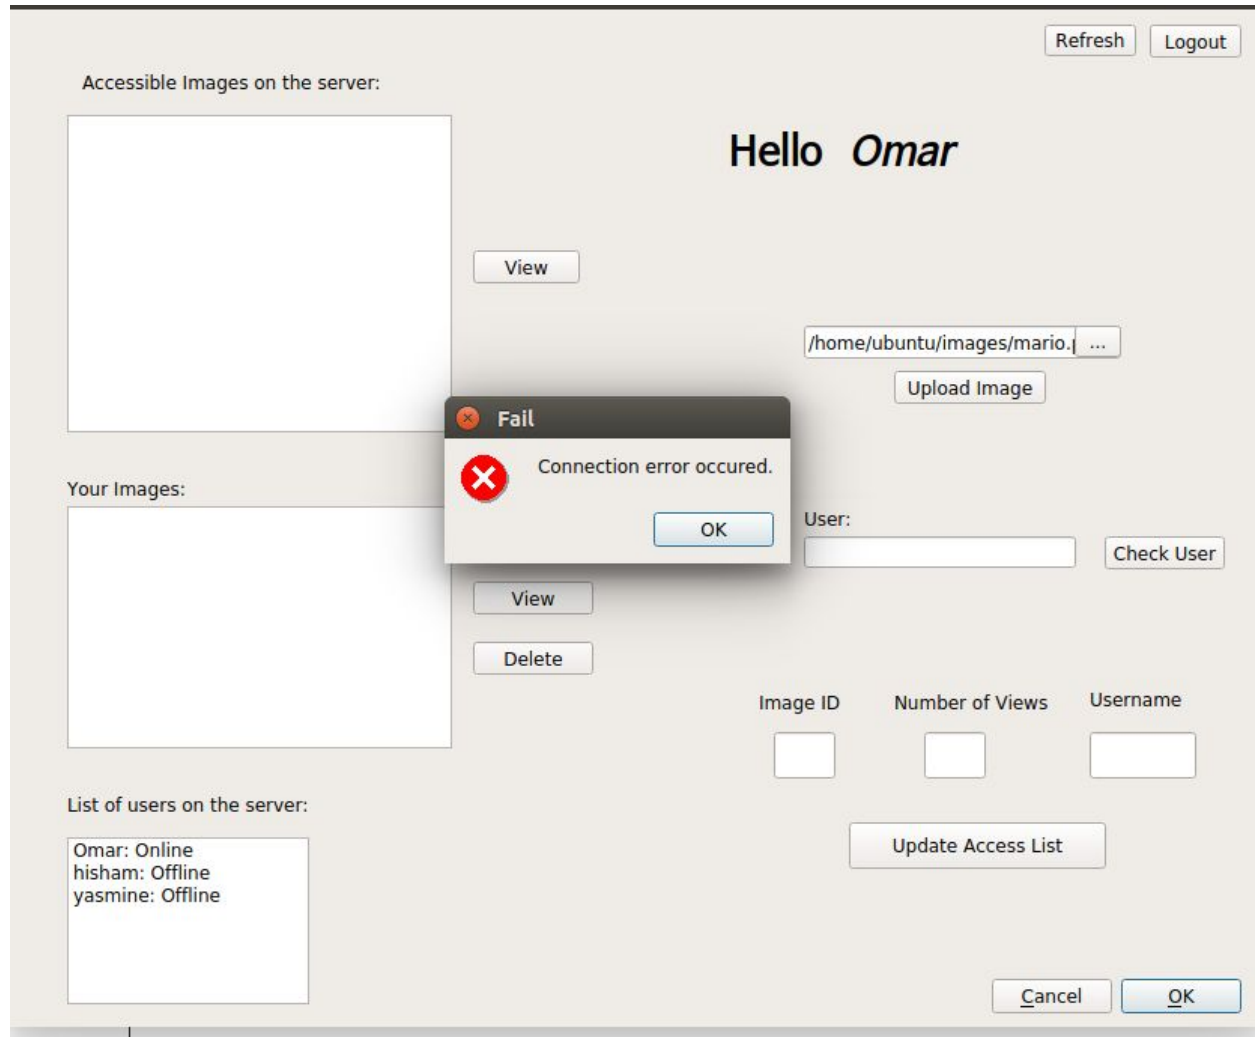 Refresh
Logout
Accessible Images on the server:
Hello Omar
View
/home/ubuntu/images/mario.p
...
Upload Image
Fail
Connection error occured.
OK
Your Images:
User:
Check User
View
Delete
Image ID
Number of Views
Username
List of users on the server:
Omar: Online
hisham: Offline
yasmine: Offline
Update Access List
Cancel
OK